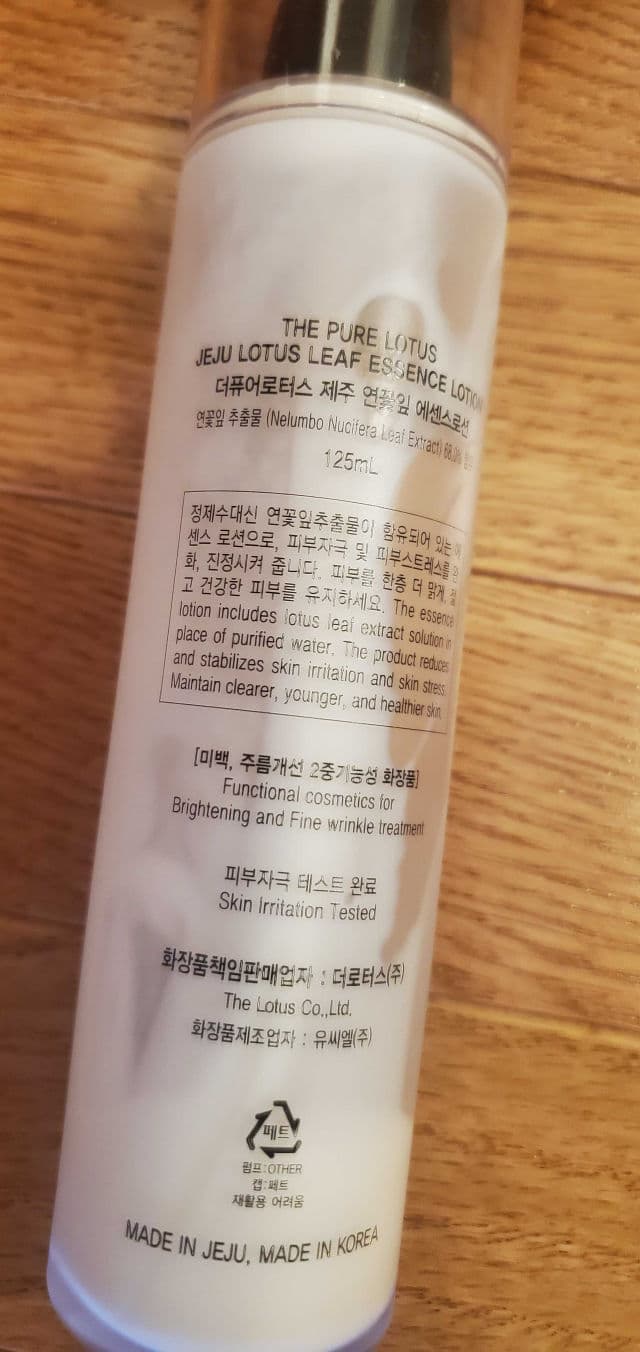 THE PURE LOTUS
JEJU LOTUS LEAF ESSENCE LOTION
더퓨어로터스 제주 연꽃잎 에센스로션
연꽃잎 추출물 (Nelumbo Nucifera Leaf Extract)
125mL
정제수대신 연꽃잎추출물이 함유되어 있는 에
센스 로션으로, 피부자극 및 피부스트레스를 완
화, 진정시켜 줍니다. 피부를 한층 더 맑게, 젊
고 건강한 피부를 유지하세요. The essence
lotion includes lotus leaf extract solution in
place of purified water. The product reduces
and stabilizes skin irritation and skin stress.
Maintain clearer, younger, and healthier skin.
[미백, 주름개선 2중기능성 화장품]
Functional cosmetics for
Brightening and Fine wrinkle treatment
피부자극 테스트 완료
Skin Irritation Tested
화장품책임판매업자 : 더로터스(주)
The Lotus Co.,Ltd.
화장품제조업자 : 유씨엘(주)
페트
펌프:OTHER
캡:페트
재활용 어려움
MADE IN JEJU, MADE IN KOREA